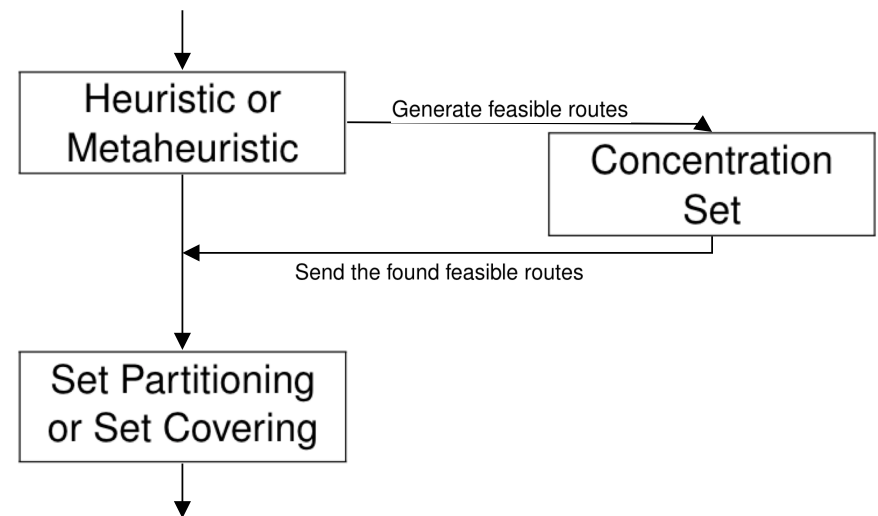 Heuristic or
Metaheuristic
Generate feasible routes
Concentration
Set
Send the found feasible routes
Set Partitioning
or Set Covering